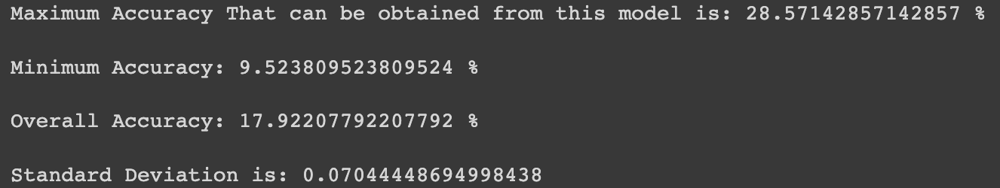 Maximum Accuracy That can be obtained from this model is: 28.57142857142857 %
Minimum Accuracy: 9.523809523809524 %
Overall Accuracy: 17.92207792207792 %
Standard Deviation is: 0.07044448694998438